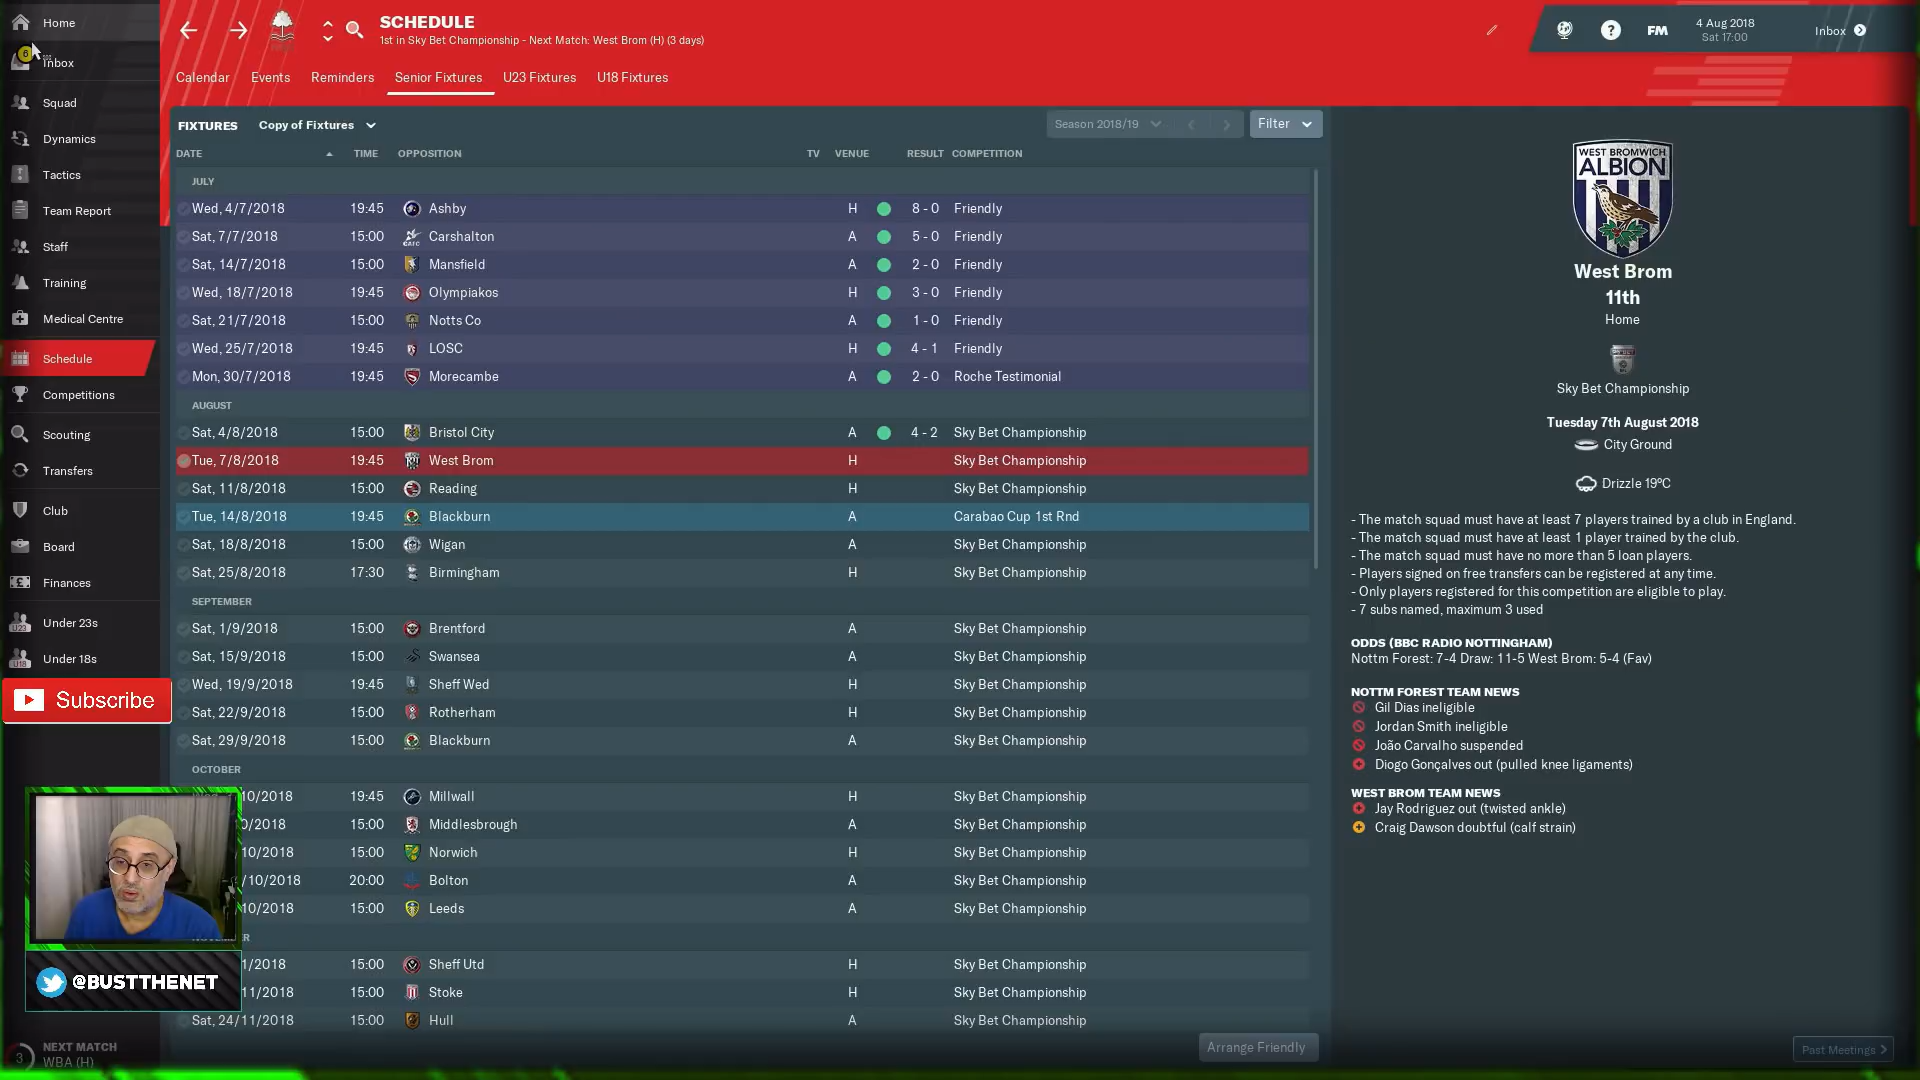 Home
6
Inbox
Squad
Dynamics
Tactics
Team Report
Staff
Training
Medical Centre
Schedule
Competitions
Scouting
Transfers
Club
Board
Finances
U23 Under 23s
U18 Under 18s
Subscribe
@BUSTTHENET
3 NEXT MATCH
WBA (H)
SCHEDULE
1st in Sky Bet Championship - Next Match: West Brom (H) (3 days)
? FM 4 Aug 2018
Sat 17:00
Inbox
Calendar Events Reminders Senior Fixtures U23 Fixtures U18 Fixtures
FIXTURES Copy of Fixtures Season 2018/19 Filter
DATE TIME OPPOSITION TV VENUE RESULT COMPETITION
JULY
Wed, 4/7/2018 19:45 Ashby H 8 - 0 Friendly
Sat, 7/7/2018 15:00 Carshalton A 5 - 0 Friendly
Sat, 14/7/2018 15:00 Mansfield A 2 - 0 Friendly
Wed, 18/7/2018 19:45 Olympiakos H 3 - 0 Friendly
Sat, 21/7/2018 15:00 Notts Co A 1 - 0 Friendly
Wed, 25/7/2018 19:45 LOSC H 4 - 1 Friendly
Mon, 30/7/2018 19:45 Morecambe A 2 - 0 Roche Testimonial
AUGUST
Sat, 4/8/2018 15:00 Bristol City A 4 - 2 Sky Bet Championship
Tue, 7/8/2018 19:45 West Brom H Sky Bet Championship
Sat, 11/8/2018 15:00 Reading H Sky Bet Championship
Tue, 14/8/2018 19:45 Blackburn A Carabao Cup 1st Rnd
Sat, 18/8/2018 15:00 Wigan A Sky Bet Championship
Sat, 25/8/2018 17:30 Birmingham H Sky Bet Championship
SEPTEMBER
Sat, 1/9/2018 15:00 Brentford A Sky Bet Championship
Sat, 15/9/2018 15:00 Swansea A Sky Bet Championship
Wed, 19/9/2018 19:45 Sheff Wed H Sky Bet Championship
Sat, 22/9/2018 15:00 Rotherham H Sky Bet Championship
Sat, 29/9/2018 15:00 Blackburn A Sky Bet Championship
OCTOBER
10/2018 19:45 Millwall H Sky Bet Championship
0/2018 15:00 Middlesbrough A Sky Bet Championship
10/2018 15:00 Norwich H Sky Bet Championship
/10/2018 20:00 Bolton A Sky Bet Championship
10/2018 15:00 Leeds A Sky Bet Championship
1/2018 15:00 Sheff Utd H Sky Bet Championship
11/2018 15:00 Stoke H Sky Bet Championship
Sat, 24/11/2018 15:00 Hull A Sky Bet Championship
Arrange Friendly
WEST BROMWICH
ALBION
West Brom
11th
Home
Sky Bet Championship
Tuesday 7th August 2018
City Ground
Drizzle 19ºC
- The match squad must have at least 7 players trained by a club in England.
- The match squad must have at least 1 player trained by the club.
- The match squad must have no more than 5 loan players.
- Players signed on free transfers can be registered at any time.
- Only players registered for this competition are eligible to play.
- 7 subs named, maximum 3 used
ODDS (BBC RADIO NOTTINGHAM)
Nottm Forest: 7-4 Draw: 11-5 West Brom: 5-4 (Fav)
NOTTM FOREST TEAM NEWS
Gil Dias ineligible
Jordan Smith ineligible
João Carvalho suspended
Diogo Gonçalves out (pulled knee ligaments)
WEST BROM TEAM NEWS
Jay Rodriguez out (twisted ankle)
Craig Dawson doubtful (calf strain)
Past Meetings